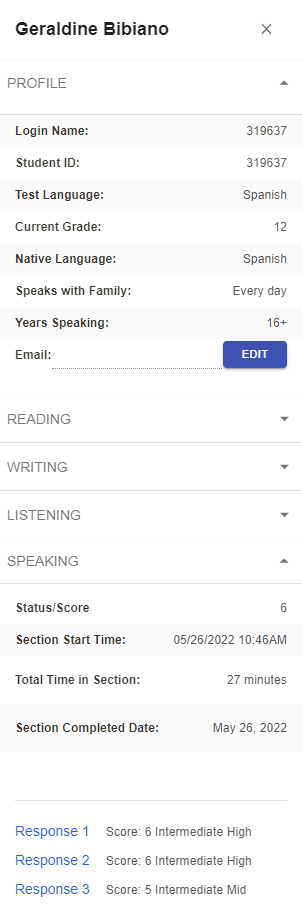 Geraldine Bibiano ×
PROFILE
Login Name: 319637
Student ID: 319637
Test Language: Spanish
Current Grade: 12
Native Language: Spanish
Speaks with Family: Every day
Years Speaking: 16+
Email: EDIT
READING
WRITING
LISTENING
SPEAKING
Status/Score 6
Section Start Time: 05/26/2022 10:46AM
Total Time in Section: 27 minutes
Section Completed Date: May 26, 2022
Response 1 Score: 6 Intermediate High
Response 2 Score: 6 Intermediate High
Response 3 Score: 5 Intermediate Mid